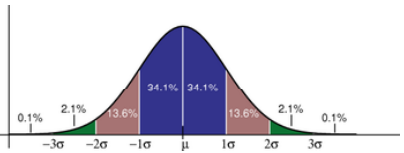 34.1% 34.1%
0.1% 2.1% 13.6% 13.6% 2.1% 0.1%
−3σ −2σ −1σ μ 1σ 2σ 3σ